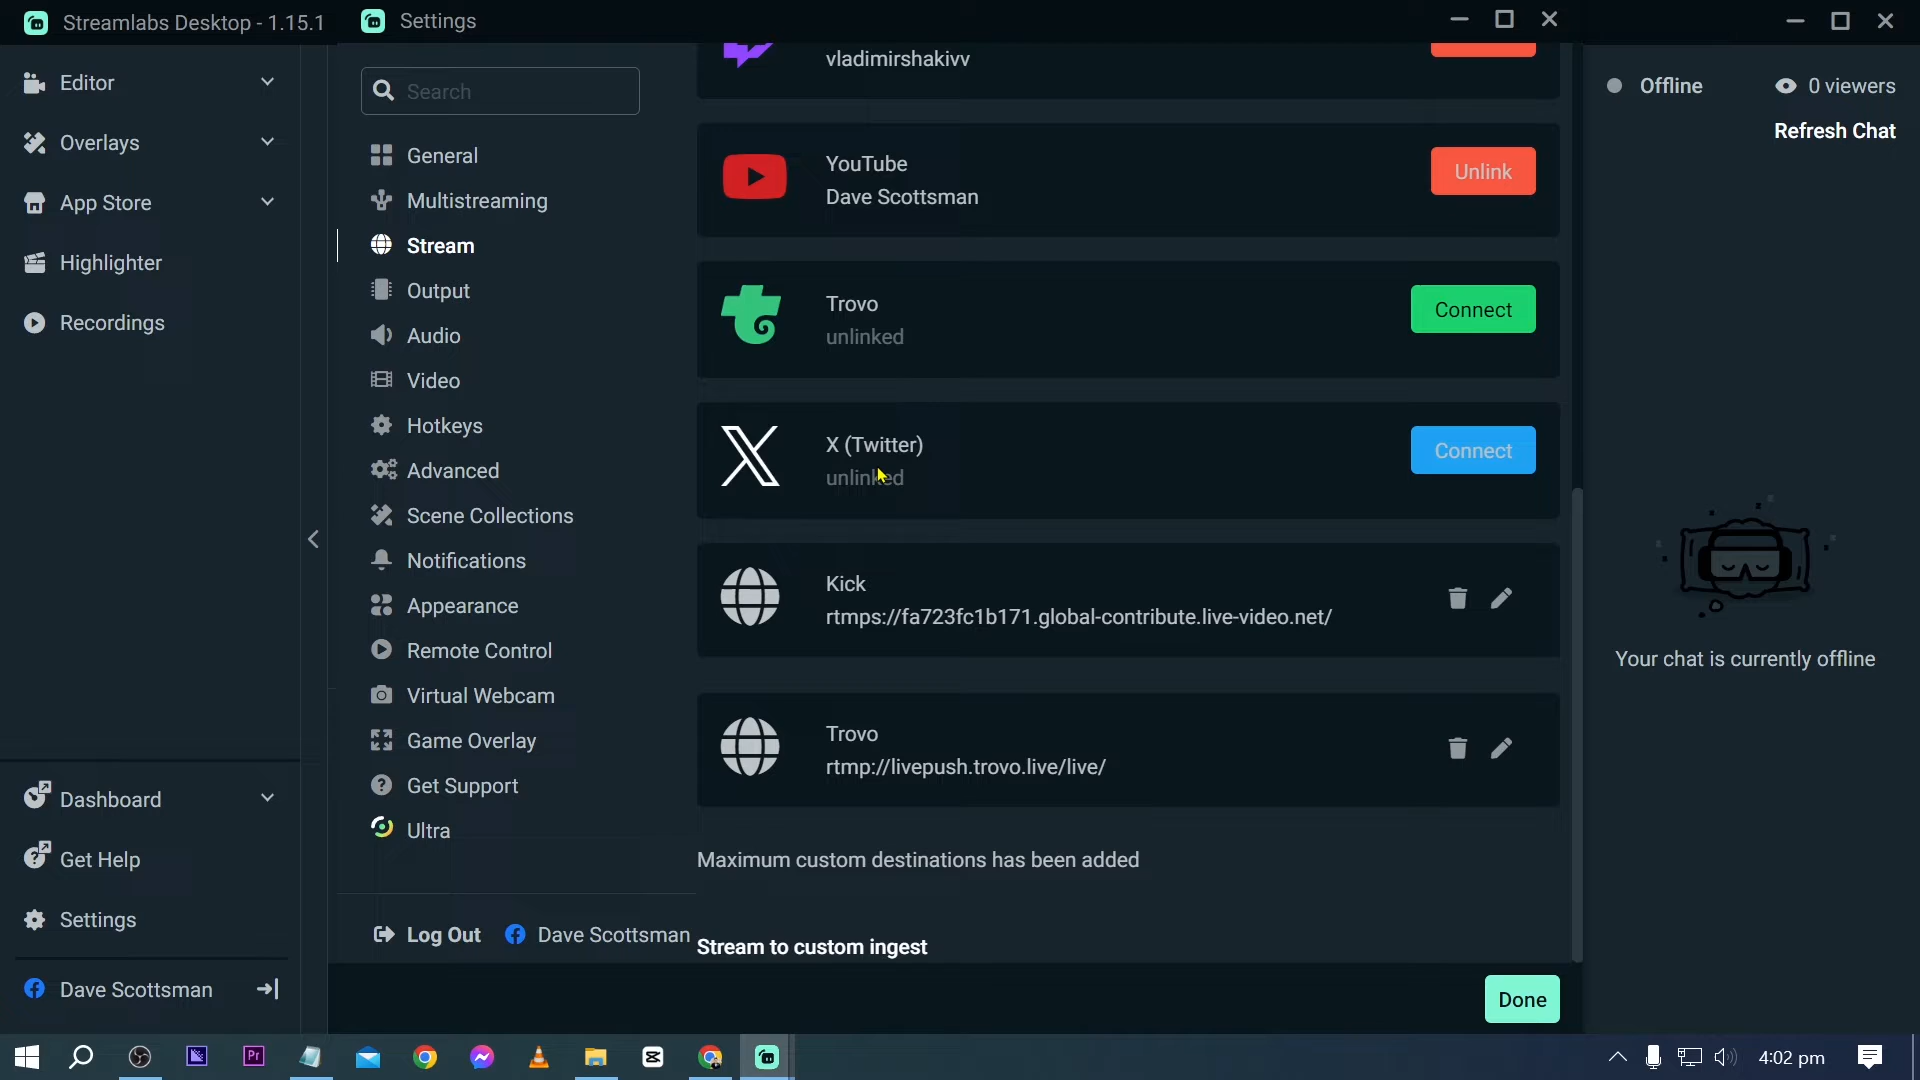 Streamlabs Desktop - 1.15.1
Settings
Editor
Overlays
App Store
Highlighter
Recordings
Dashboard
Get Help
Settings
Dave Scottsman
Search
General
Multistreaming
Stream
Output
Audio
Video
Hotkeys
Advanced
Scene Collections
Notifications
Appearance
Remote Control
Virtual Webcam
Game Overlay
Get Support
Ultra
Log Out
Dave Scottsman
vladimirshakivv
YouTube
Dave Scottsman
Unlink
Trovo
unlinked
Connect
X (Twitter)
unlinked
Connect
Kick
rtmps://fa723fc1b171.global-contribute.live-video.net/
Trovo
rtmp://livepush.trovo.live/live/
Maximum custom destinations has been added
Stream to custom ingest
Done
Offline
0 viewers
Refresh Chat
Your chat is currently offline
Pr
4:02 pm